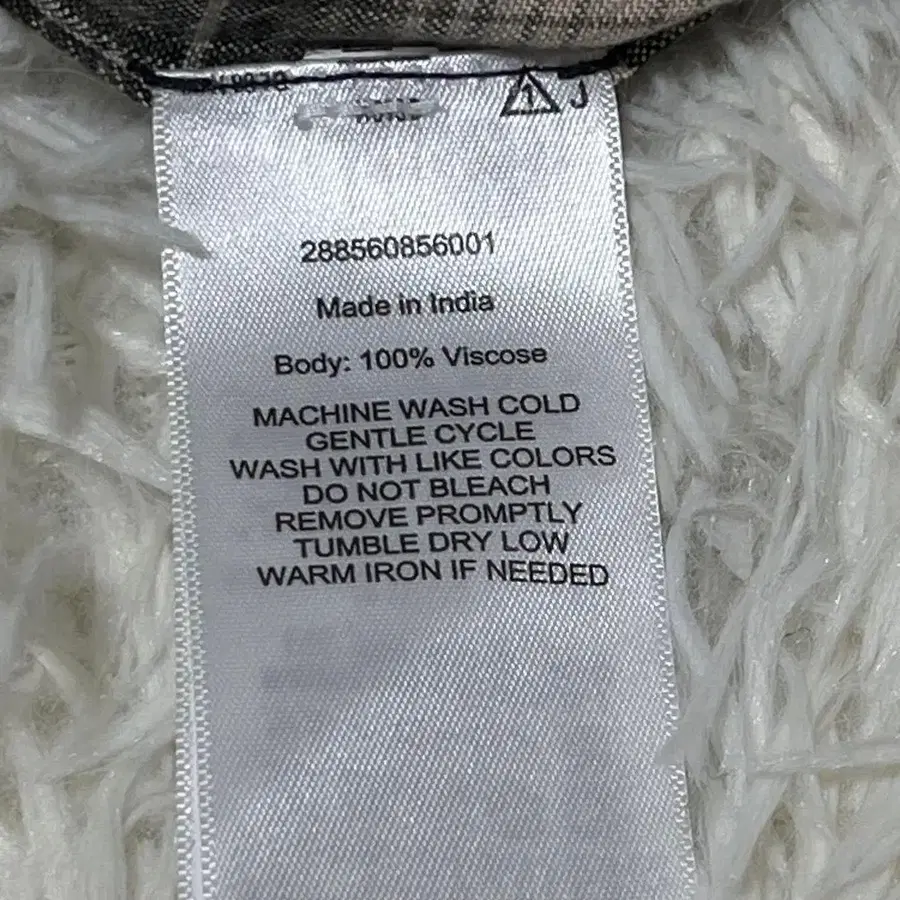 1 J
288560856001
Made in India
Body: 100% Viscose
MACHINE WASH COLD
GENTLE CYCLE
WASH WITH LIKE COLORS
DO NOT BLEACH
REMOVE PROMPTLY
TUMBLE DRY LOW
WARM IRON IF NEEDED